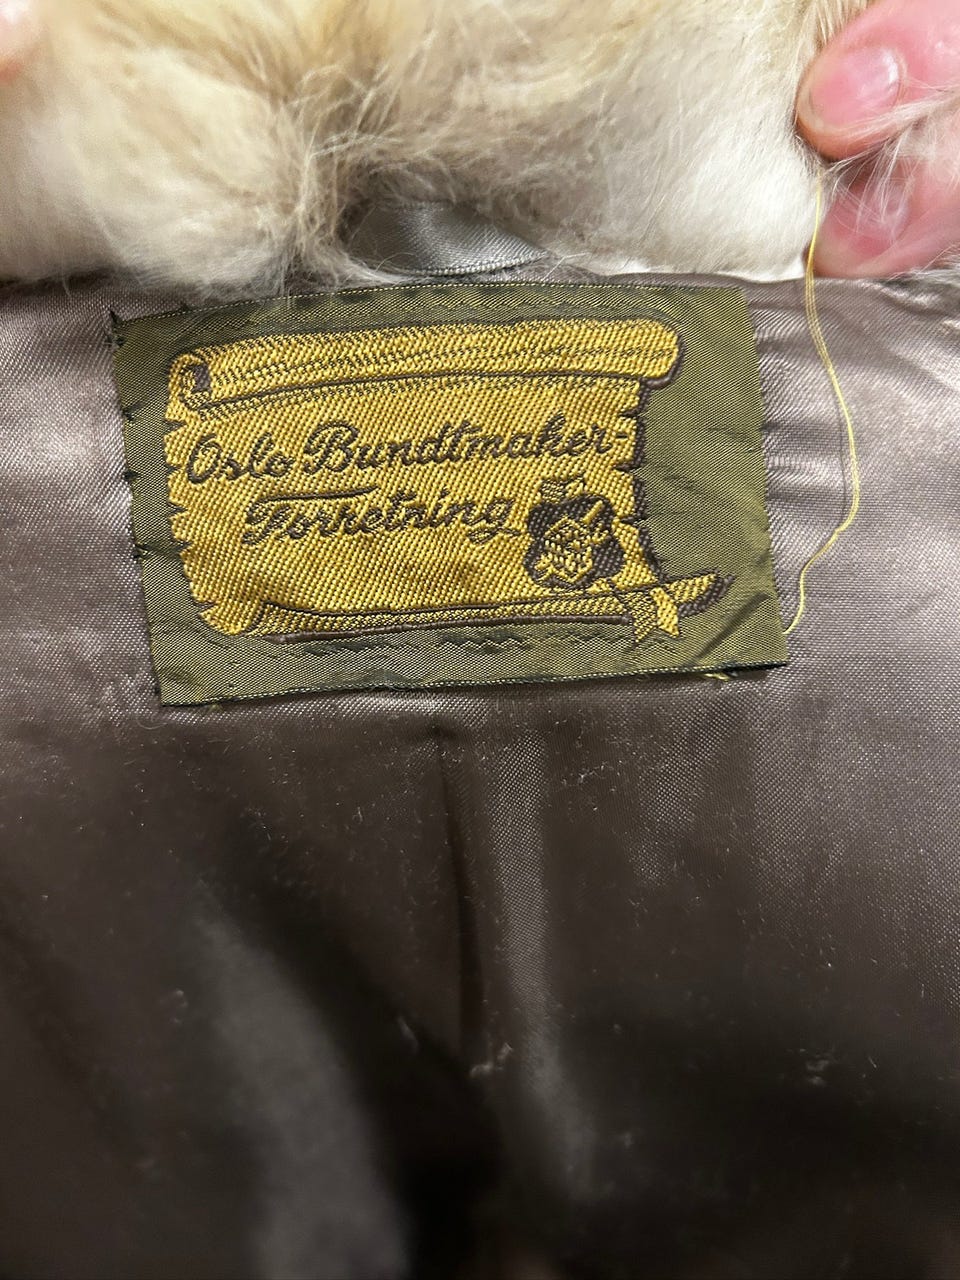 Oslo Bundtmaker-
Forretning